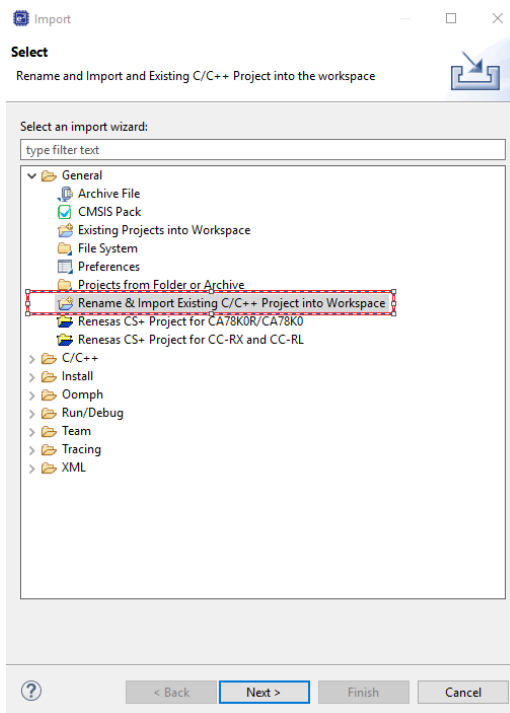 Import
Select
Rename and Import and Existing C/C++ Project into the workspace
Select an import wizard:
type filter text
General
Archive File
CMSIS Pack
Existing Projects into Workspace
File System
Preferences
Projects from Folder or Archive
Rename & Import Existing C/C++ Project into Workspace
Renesas CS+ Project for CA78K0R/CA78K0
Renesas CS+ Project for CC-RX and CC-RL
C/C++
Install
Oomph
Run/Debug
Team
Tracing
XML
< Back Next > Finish Cancel